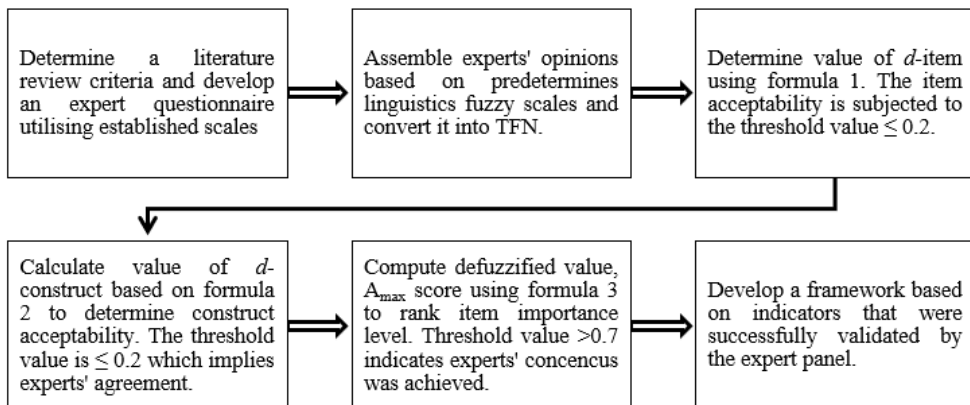 Determine a literature
review criteria and develop
an expert questionnaire
utilising established scales
Assemble experts' opinions
based on predetermines
linguistics fuzzy scales and
convert it into TFN.
Determine value of d-item
using formula 1. The item
acceptability is subjected to
the threshold value ≤ 0.2.
Calculate value of d-
construct based on formula
2 to determine construct
acceptability. The threshold
value is ≤ 0.2 which implies
experts' agreement.
Compute defuzzified value,
Amax score using formula 3
to rank item importance
level. Threshold value >0.7
indicates experts' concencus
was achieved.
Develop a framework based
on indicators that were
successfully validated by
the expert panel.